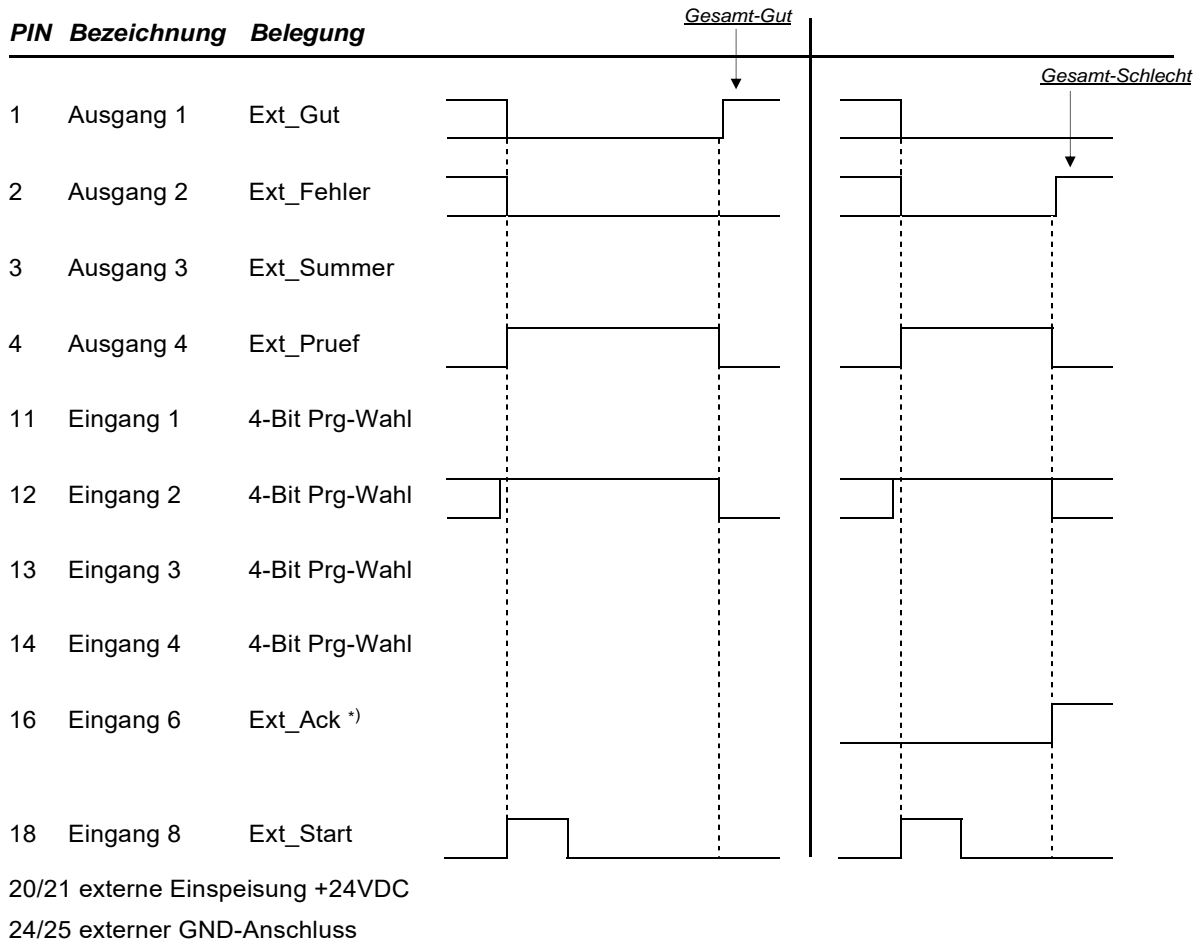 Gesamt-Gut
PIN Bezeichnung Belegung
Gesamt-Schlecht
1 Ausgang 1 Ext_Gut
2 Ausgang 2 Ext_Fehler
3 Ausgang 3 Ext_Summer
4 Ausgang 4 Ext_Pruef
11 Eingang 1 4-Bit Prg-Wahl
12 Eingang 2 4-Bit Prg-Wahl
13 Eingang 3 4-Bit Prg-Wahl
14 Eingang 4 4-Bit Prg-Wahl
16 Eingang 6 Ext_Ack *)
18 Eingang 8 Ext_Start
20/21 externe Einspeisung +24VDC
24/25 externer GND-Anschluss